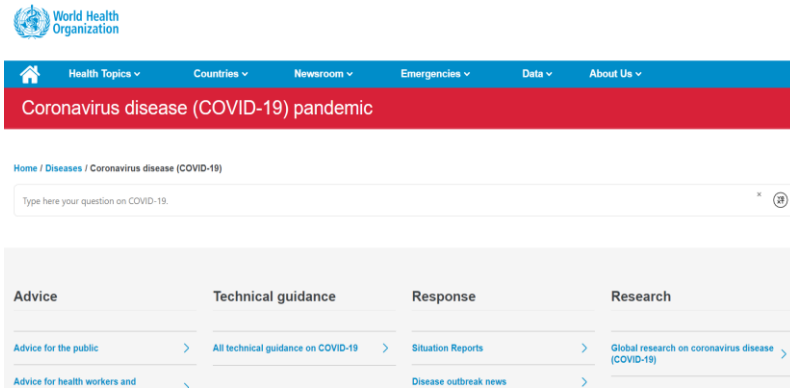 World Health
Organization
Health Topics Countries Newsroom Emergencies Data About Us
Coronavirus disease (COVID-19) pandemic
Home / Diseases / Coronavirus disease (COVID-19)
Type here your question on COVID-19. ×
Advice Technical guidance Response Research
Advice for the public All technical guidance on COVID-19 Situation Reports Global research on coronavirus disease
(COVID-19)
Advice for health workers and Disease outbreak news